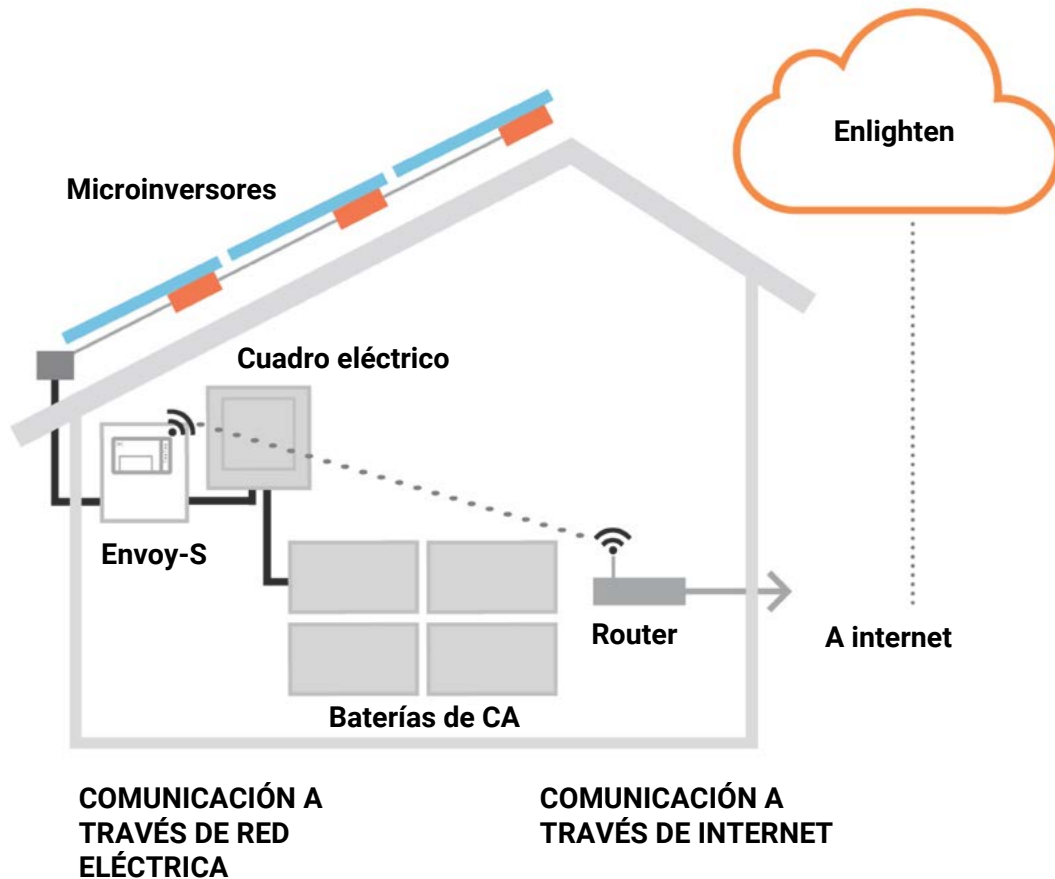 Enlighten
Microinversores
Cuadro eléctrico
Envoy-S
Router
A internet
Baterías de CA
COMUNICACIÓN A
TRAVÉS DE RED
ELÉCTRICA
COMUNICACIÓN A
TRAVÉS DE INTERNET